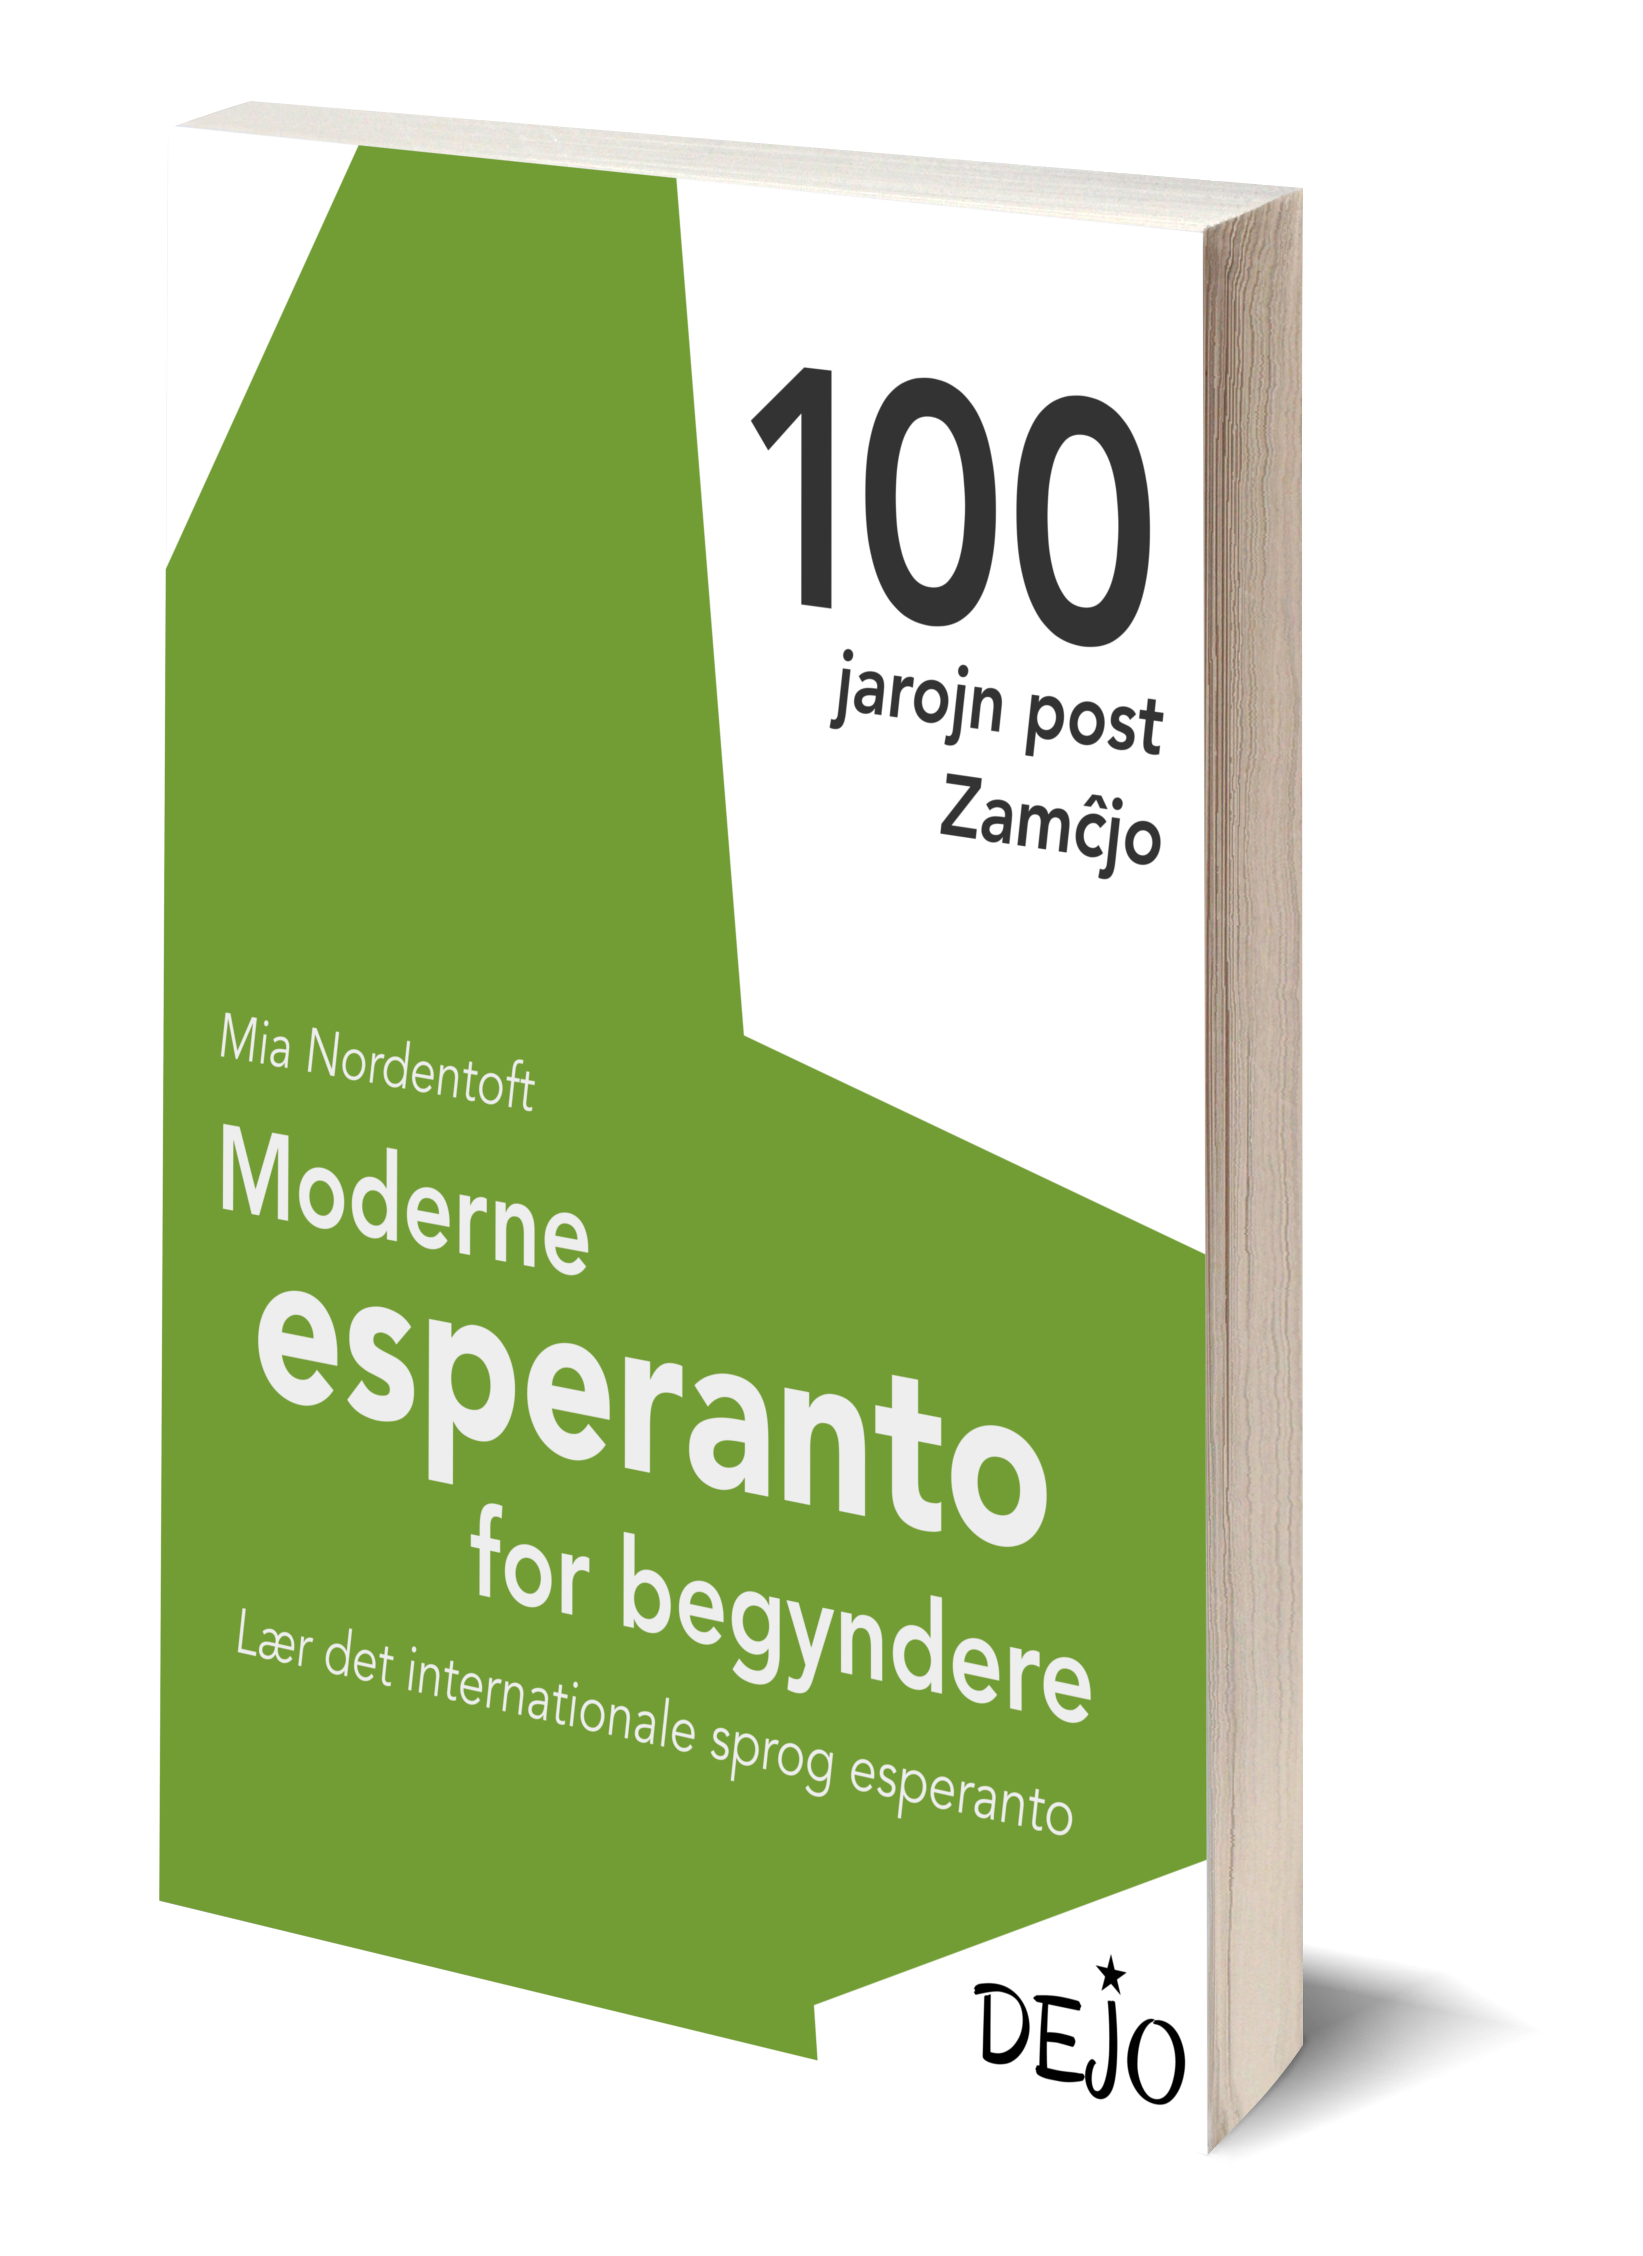 100
jarojn post
Zamĉjo
Mia Nordentoft
Moderne
esperanto
for begyndere
Lær det internationale sprog esperanto
DEJO